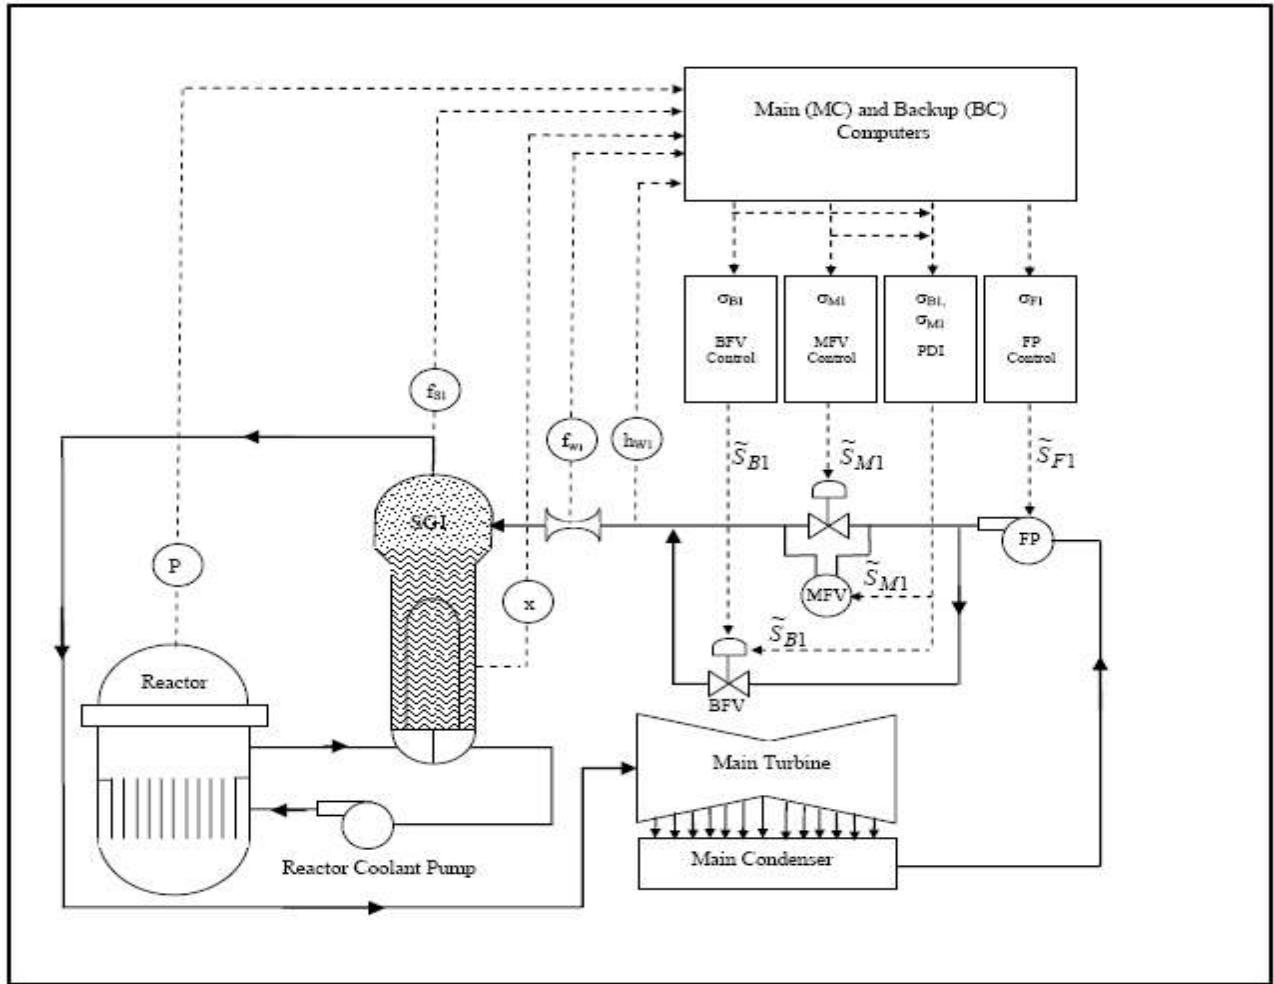 Main (MC) and Backup (BC)
Computers
σB1
BFV
Control
σM1
MFV
Control
σB1,
σM1
PDI
σF1
FP
Control
fS1
fw1
hW1
S̃B1
S̃M1
S̃F1
SG1
FP
P
x
MFV
S̃M1
S̃B1
Reactor
BFV
Main Turbine
Main Condenser
Reactor Coolant Pump